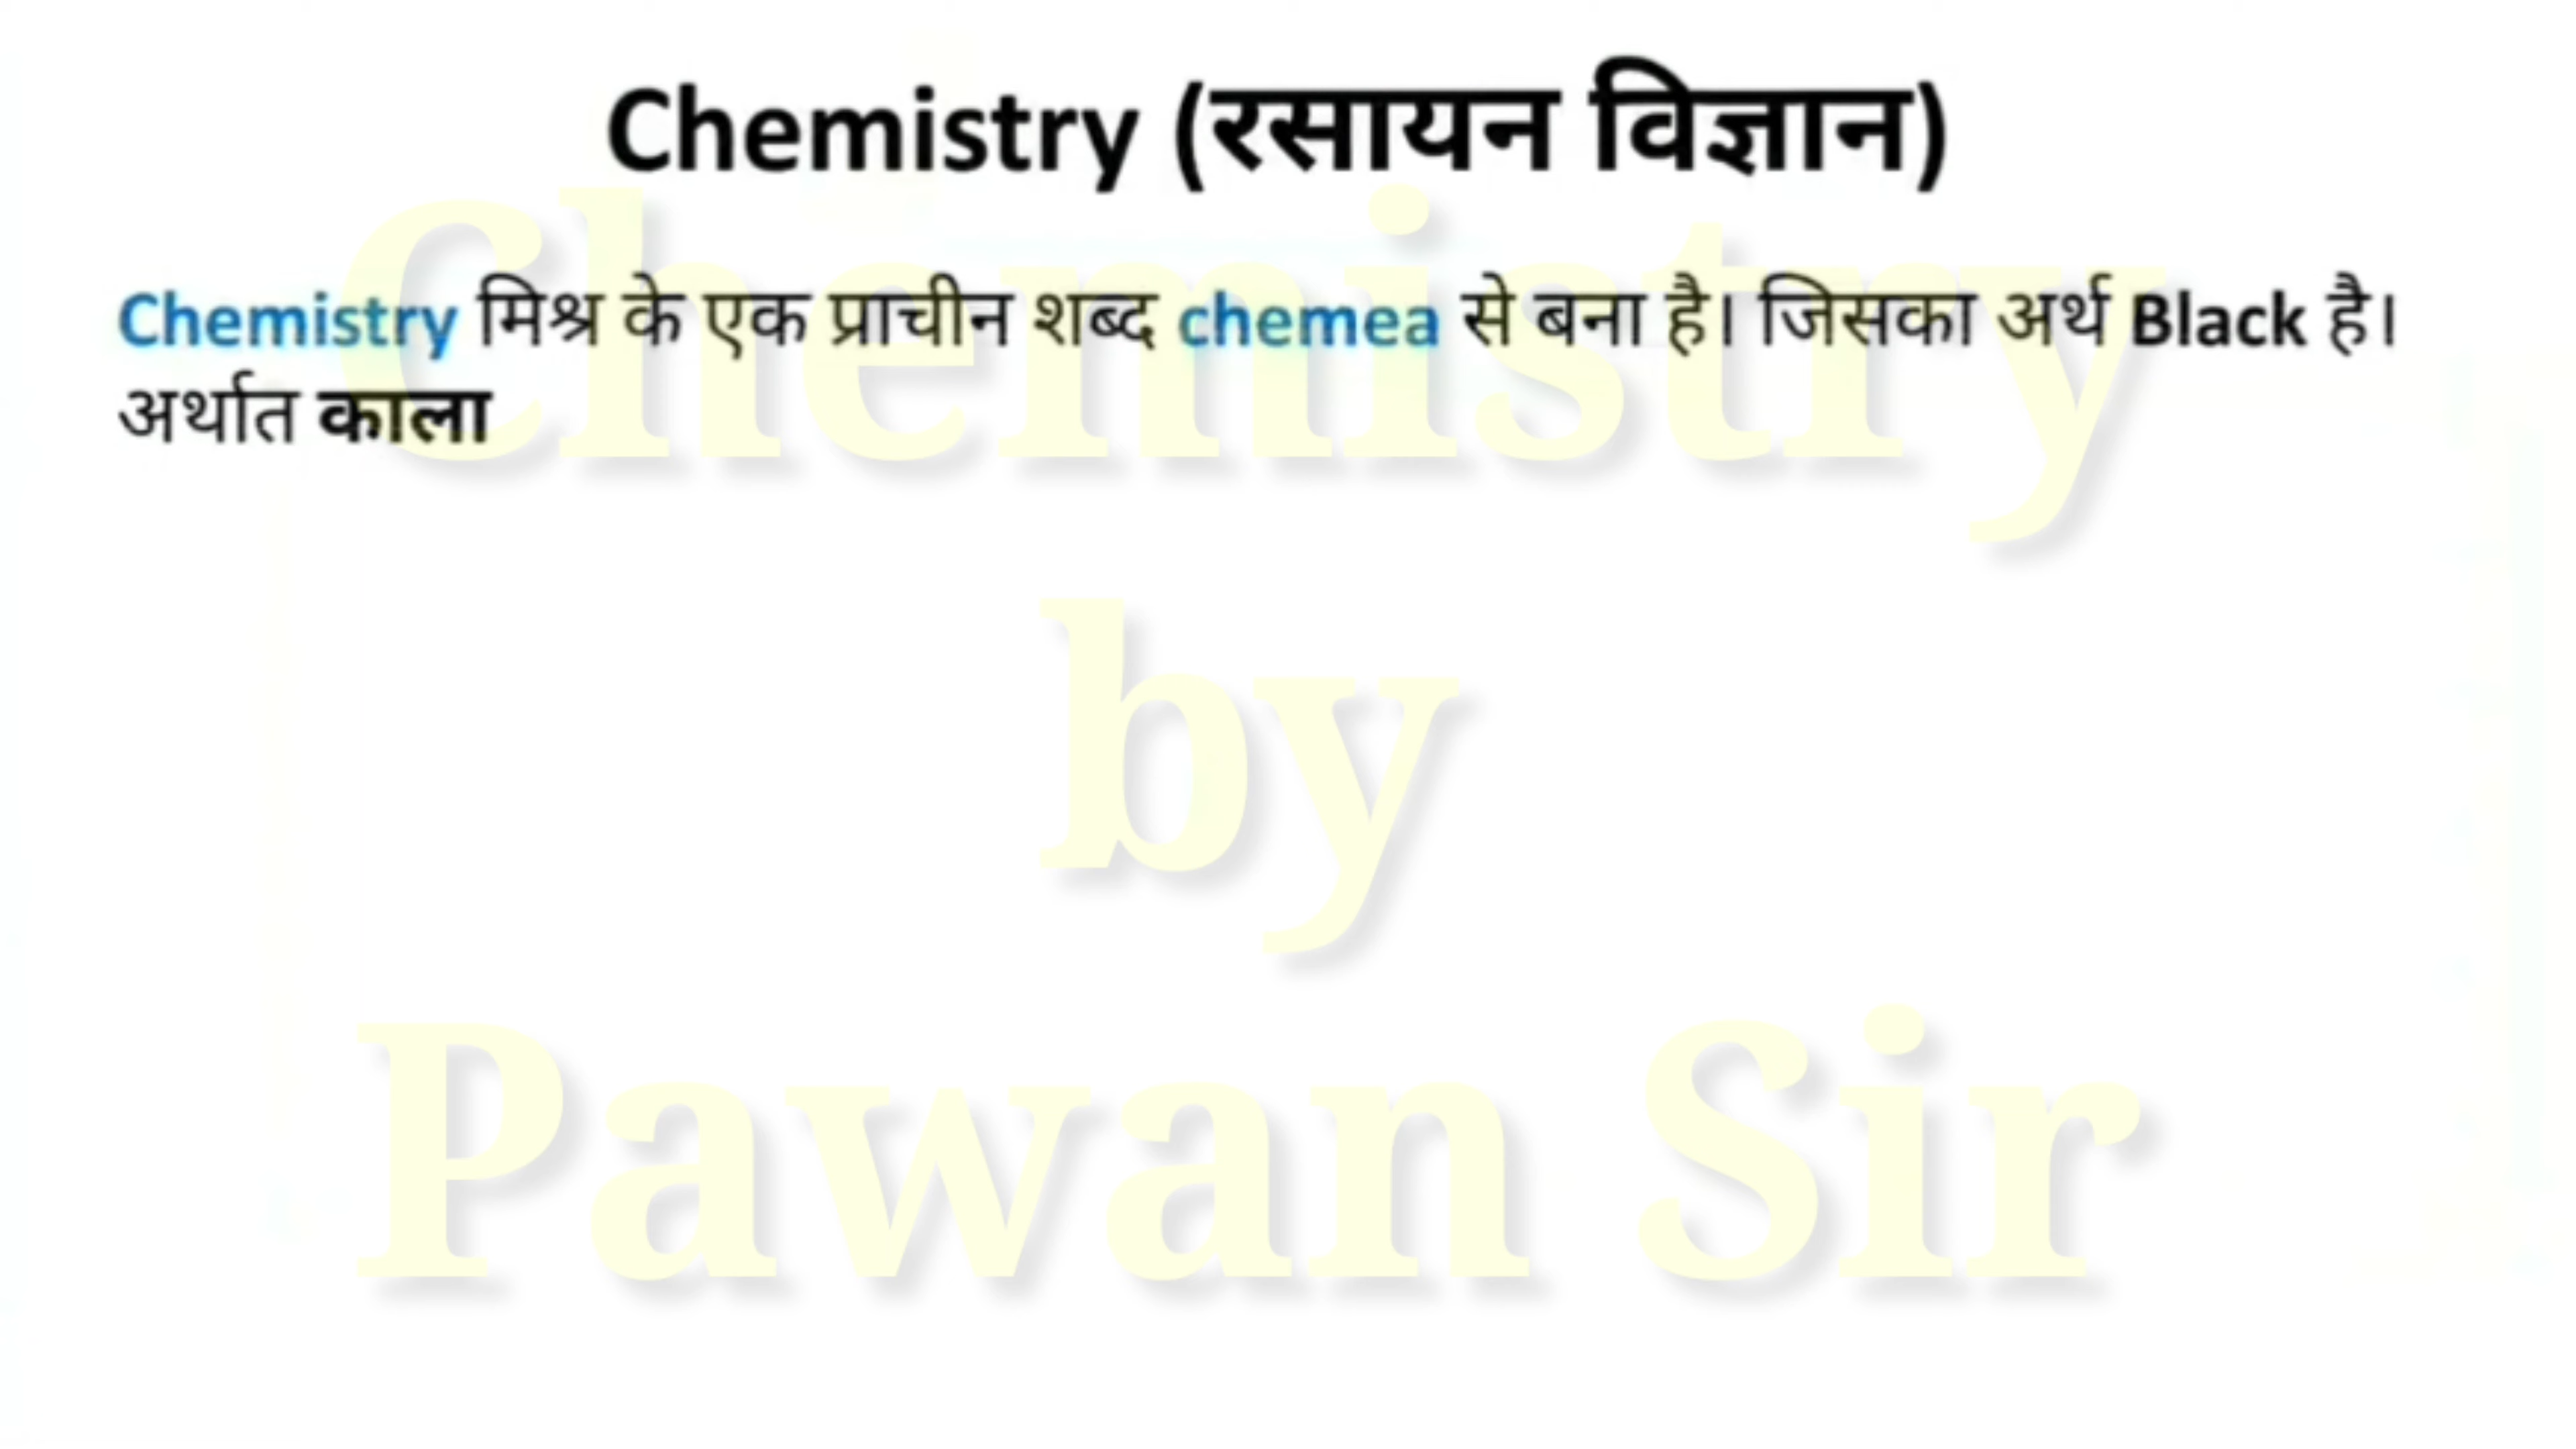 Chemistry (रसायन विज्ञान)
Chemistry मिश्र के एक प्राचीन शब्द chemea से बना है। जिसका अर्थ Black है।
अर्थात काला
Chemistry
by
Pawan Sir